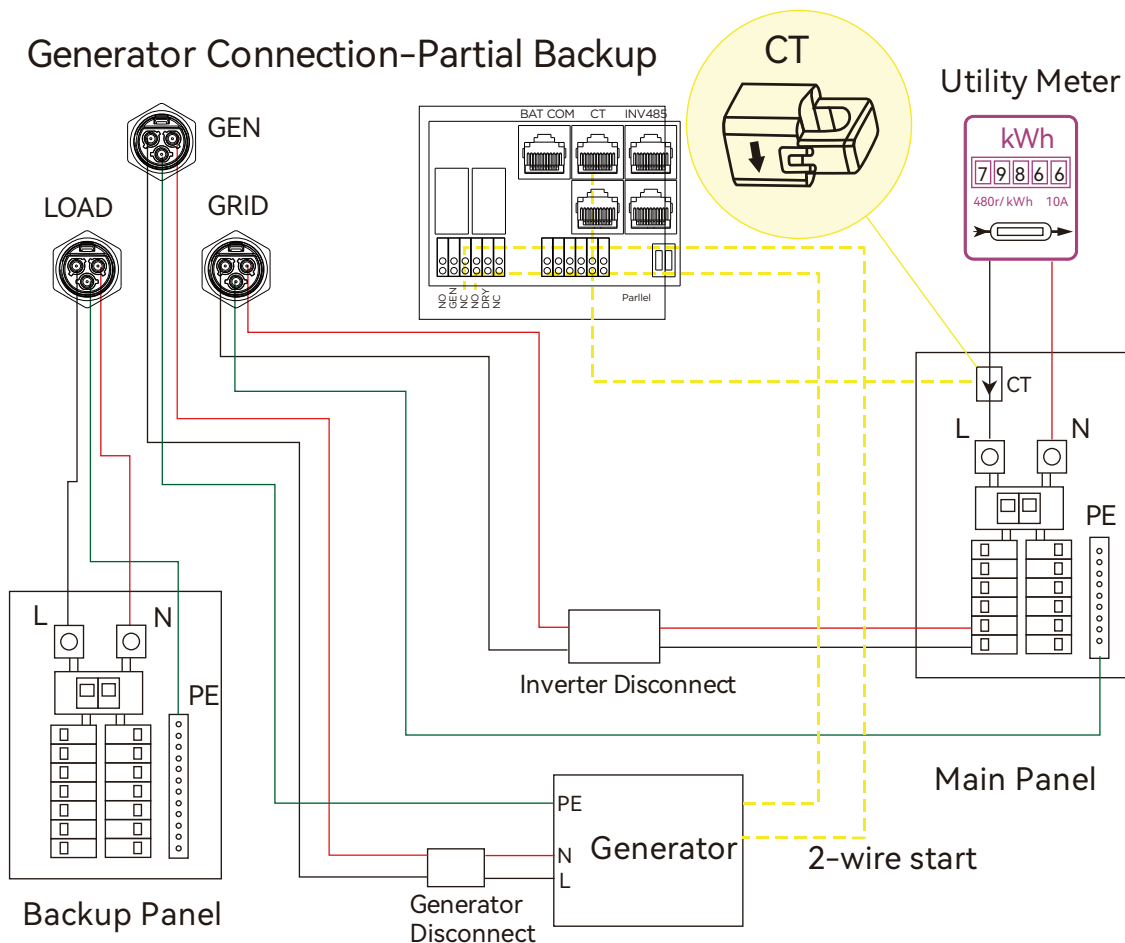 Generator Connection-Partial Backup
CT
Utility Meter
GEN
LOAD
GRID
BAT COM CT INV485
kWh
79866
480r/kWh 10A
NO
GEN
NC
NO
DRY
NC
Parllel
CT
L
N
PE
L
N
PE
Inverter Disconnect
Main Panel
PE
N
L
Generator
2-wire start
Backup Panel
Generator
Disconnect